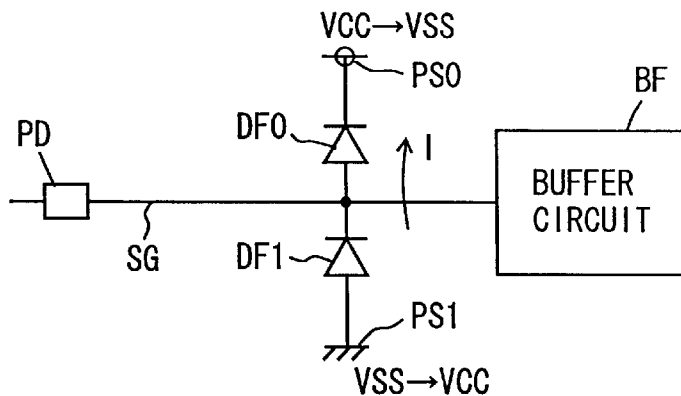 VCC→VSS
PS0
BF
PD
DF0
I
BUFFER
CIRCUIT
SG
DF1
PS1
VSS→VCC